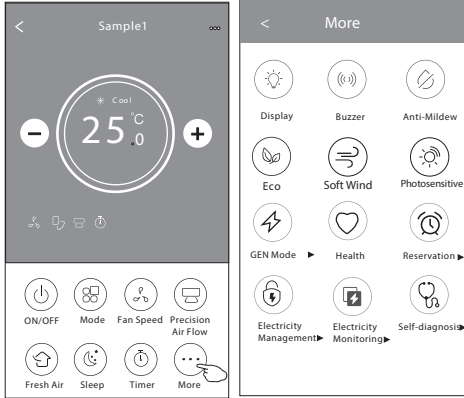 Sample1
Cool
25.0 °C
ON/OFF
Mode
Fan Speed
Precision
Air Flow
Fresh Air
Sleep
Timer
More
More
Display
Buzzer
Anti-Mildew
Eco
Soft Wind
Photosensitive
GEN Mode
Health
Reservation
Electricity
Management
Electricity
Monitoring
Self-diagnosis